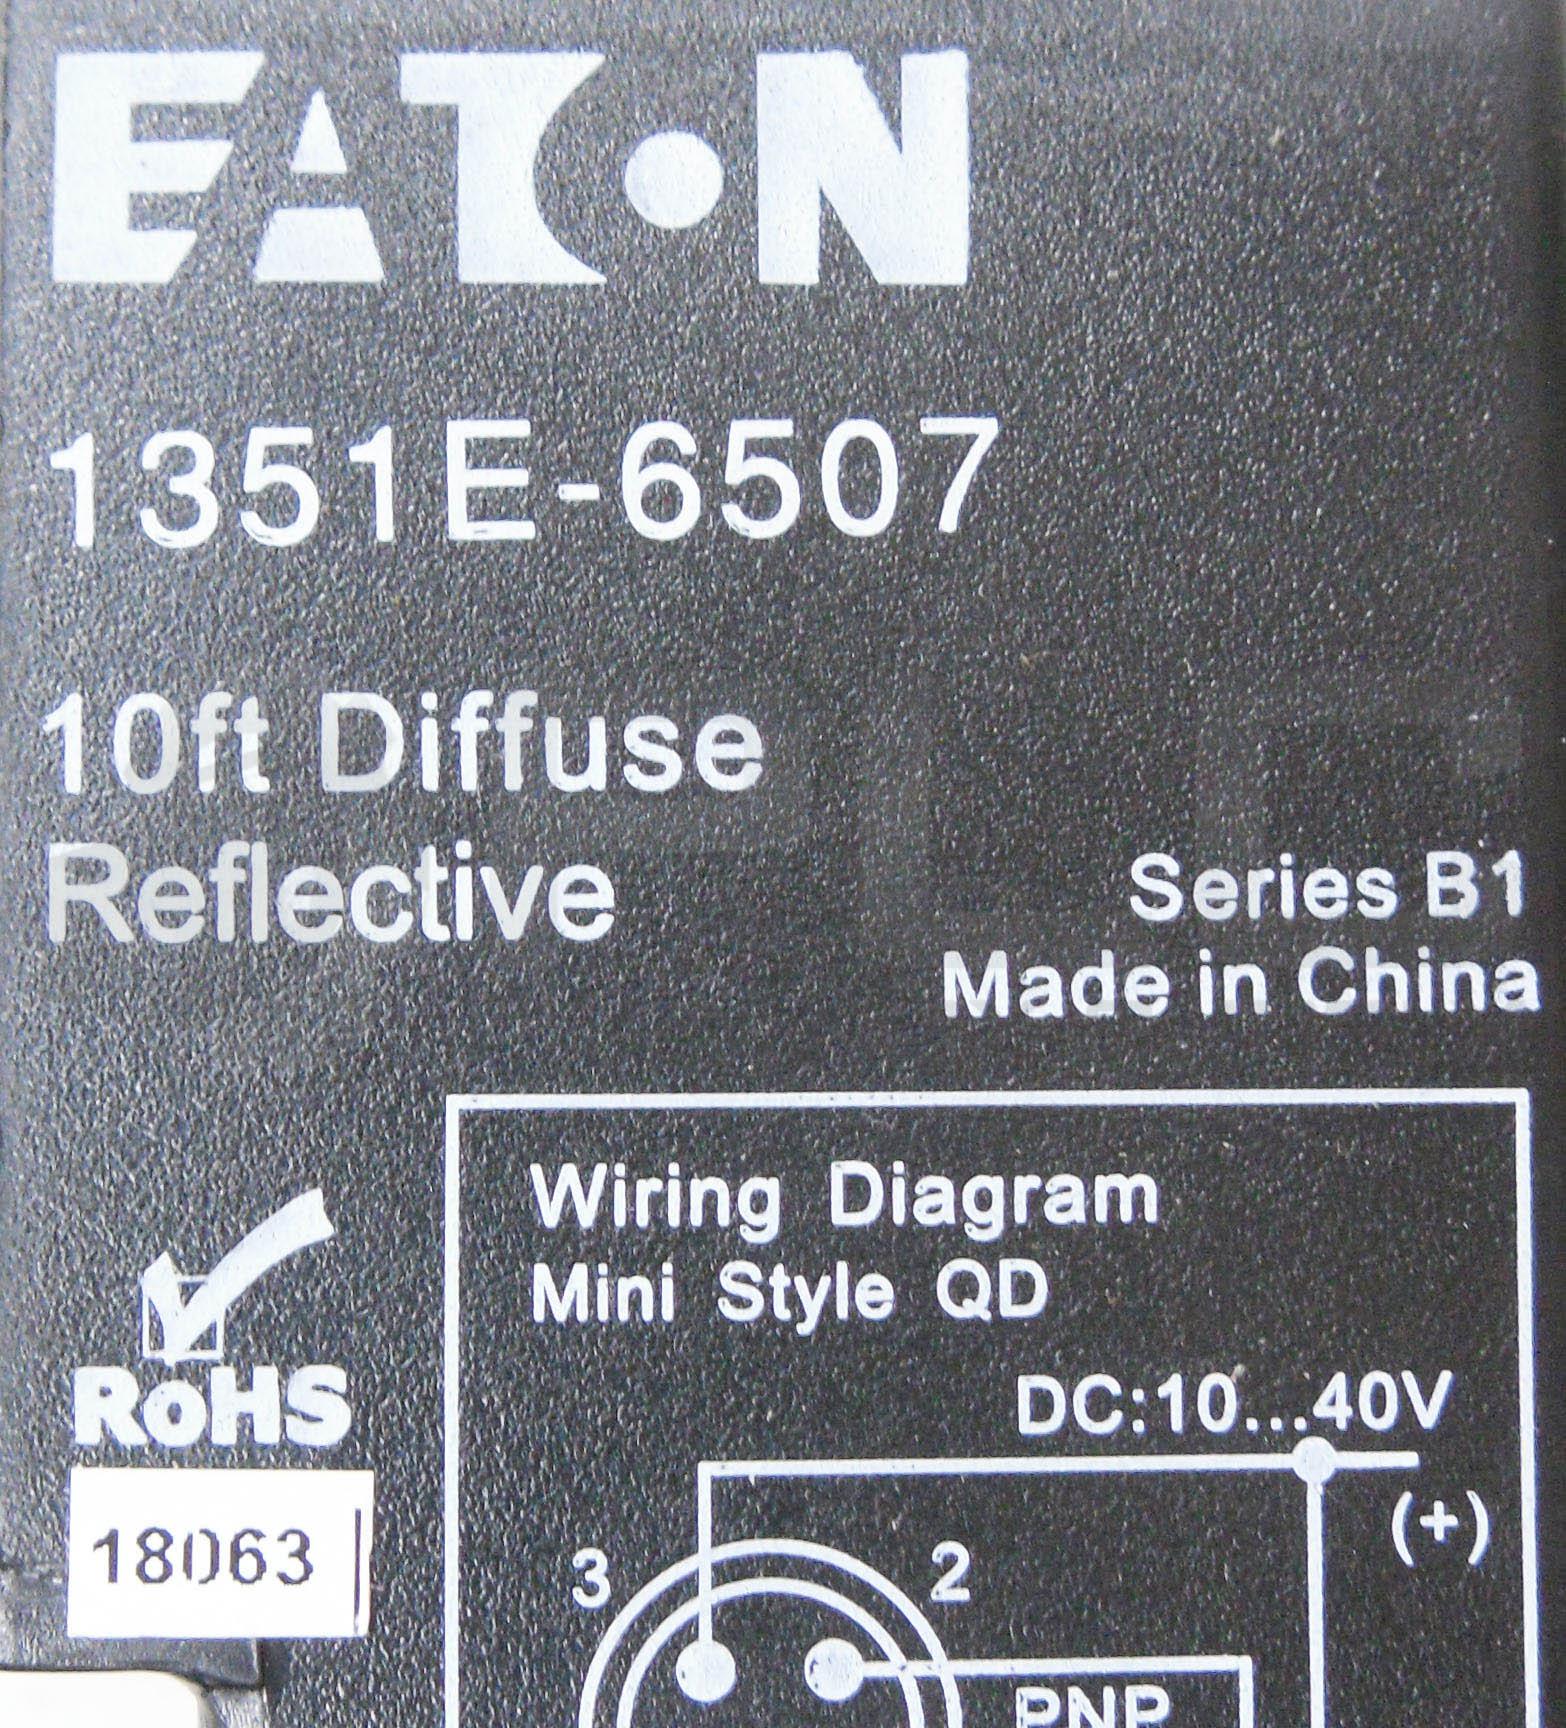 EATON
1351E-6507
10ft Diffuse
Reflective
Series B1
Made in China
Wiring Diagram
Mini Style QD
DC:10...40V
RoHS
(+)
18063
3
2
PNP